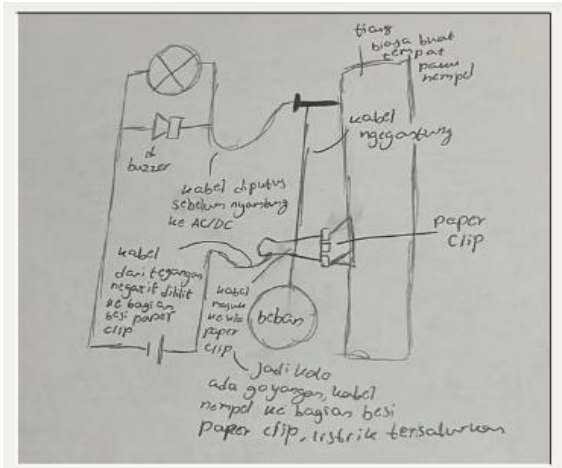 tiang
biasa buat
tempat
paku
nempel
kabel
ngegantung
buzzer
kabel diputus
sebelum nyambung
ke AC/DC
paper
clip
kabel
dari tegangan
negatif dililit
ke bagian
besi paper
clip
kabel
masuk
ke
paper
clip
beban
jadi kalo
ada goyangan, kabel
nempel ke bagian besi
paper clip, listrik tersalurkan